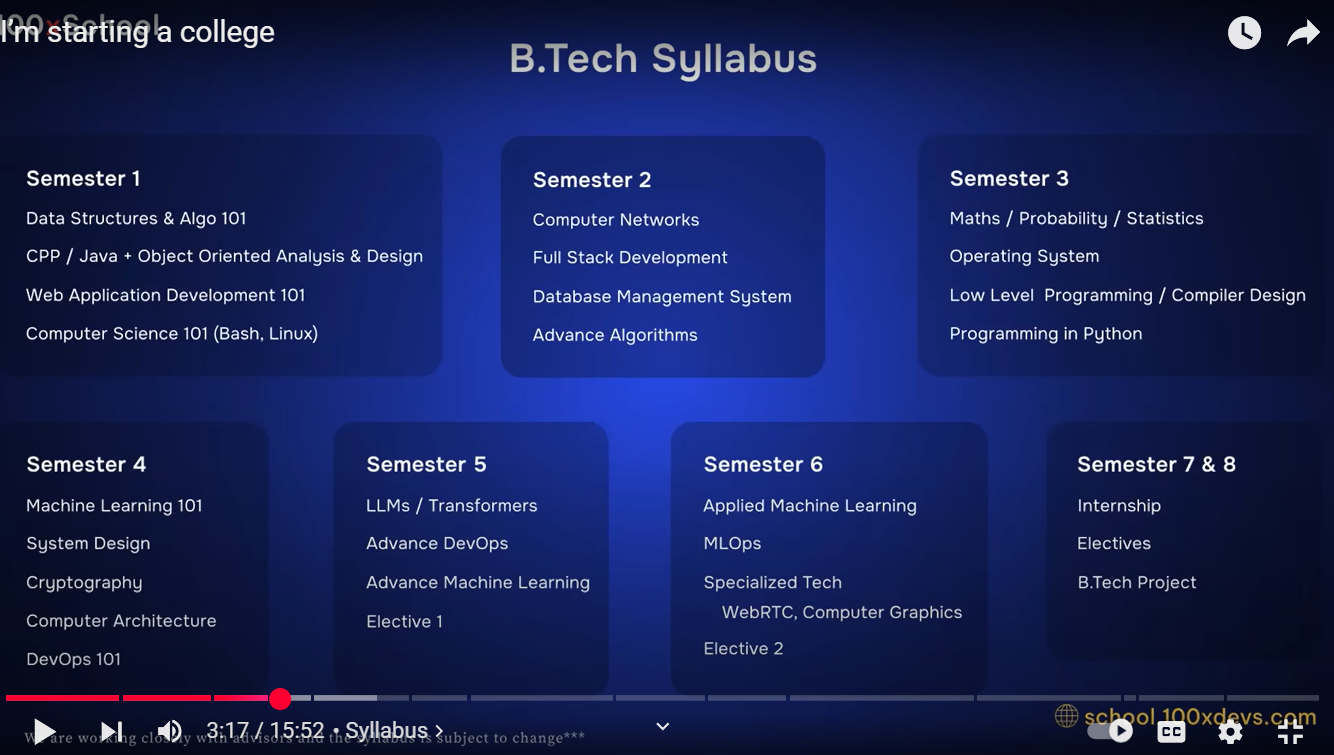 100xSchool
I'm starting a college
B.Tech Syllabus
Semester 1
Data Structures & Algo 101
CPP / Java + Object Oriented Analysis & Design
Web Application Development 101
Computer Science 101 (Bash, Linux)
Semester 2
Computer Networks
Full Stack Development
Database Management System
Advance Algorithms
Semester 3
Maths / Probability / Statistics
Operating System
Low Level Programming / Compiler Design
Programming in Python
Semester 4
Machine Learning 101
System Design
Cryptography
Computer Architecture
DevOps 101
Semester 5
LLMs / Transformers
Advance DevOps
Advance Machine Learning
Elective 1
Semester 6
Applied Machine Learning
MLOps
Specialized Tech
WebRTC, Computer Graphics
Elective 2
Semester 7 & 8
Internship
Electives
B.Tech Project
school.100xdevs.com
3:17 / 15:52 • Syllabus
CC
We are working closely with advisors and the syllabus is subject to change***